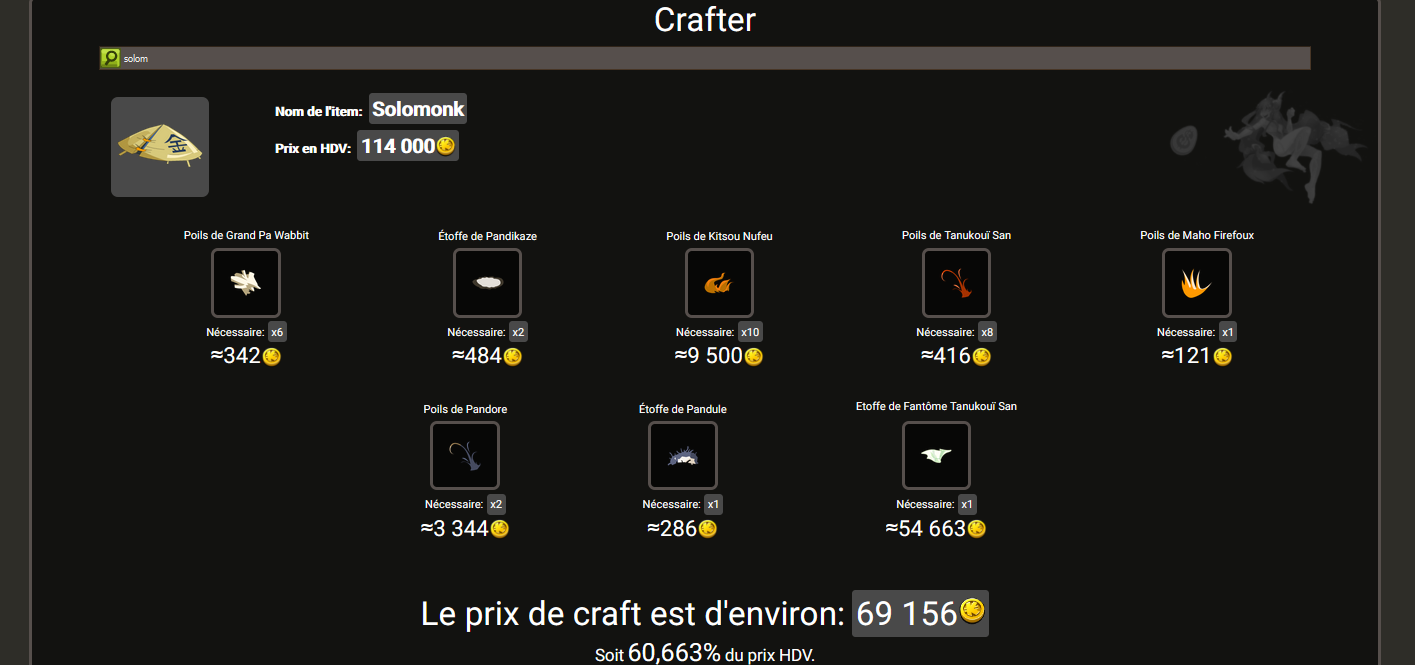 Crafter
solom
Nom de l'item: Solomonk
Prix en HDV: 114 000
金
Poils de Grand Pa Wabbit
Étoffe de Pandikaze
Poils de Kitsou Nufeu
Poils de Tanukouï San
Poils de Maho Firefoux
Nécessaire: x6
Nécessaire: x2
Nécessaire: x10
Nécessaire: x8
Nécessaire: x1
≈342
≈484
≈9 500
≈416
≈121
Poils de Pandore
Étoffe de Pandule
Etoffe de Fantôme Tanukouï San
Nécessaire: x2
Nécessaire: x1
Nécessaire: x1
≈3 344
≈286
≈54 663
Le prix de craft est d'environ: 69 156
Soit 60,663% du prix HDV.